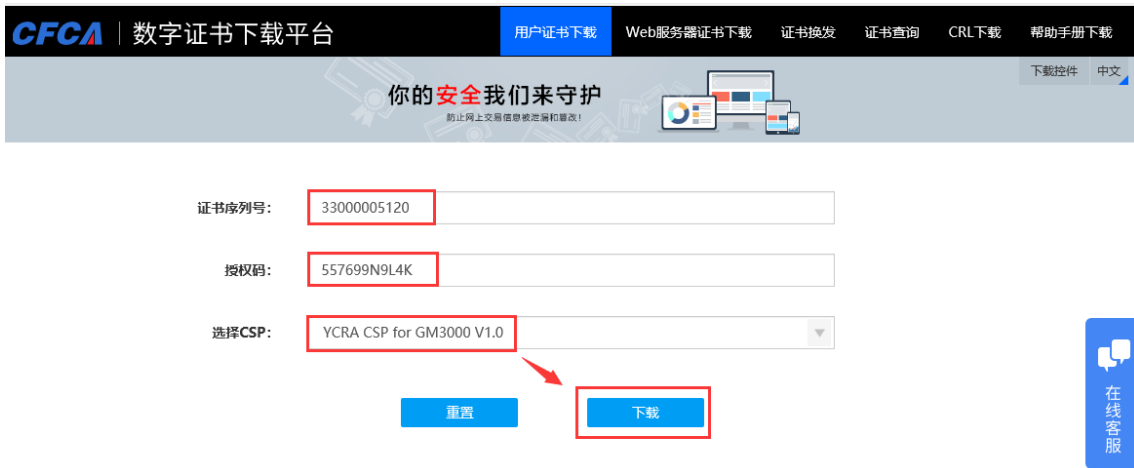 CFCA 数字证书下载平台 用户证书下载 Web服务器证书下载 证书换发 证书查询 CRL下载 帮助手册下载
下载控件 中文
你的安全我们来守护
防止网上交易信息被泄漏和篡改!
证书序列号: 33000005120
授权码: 557699N9L4K
选择CSP: YCRA CSP for GM3000 V1.0
重置 下载
在线客服